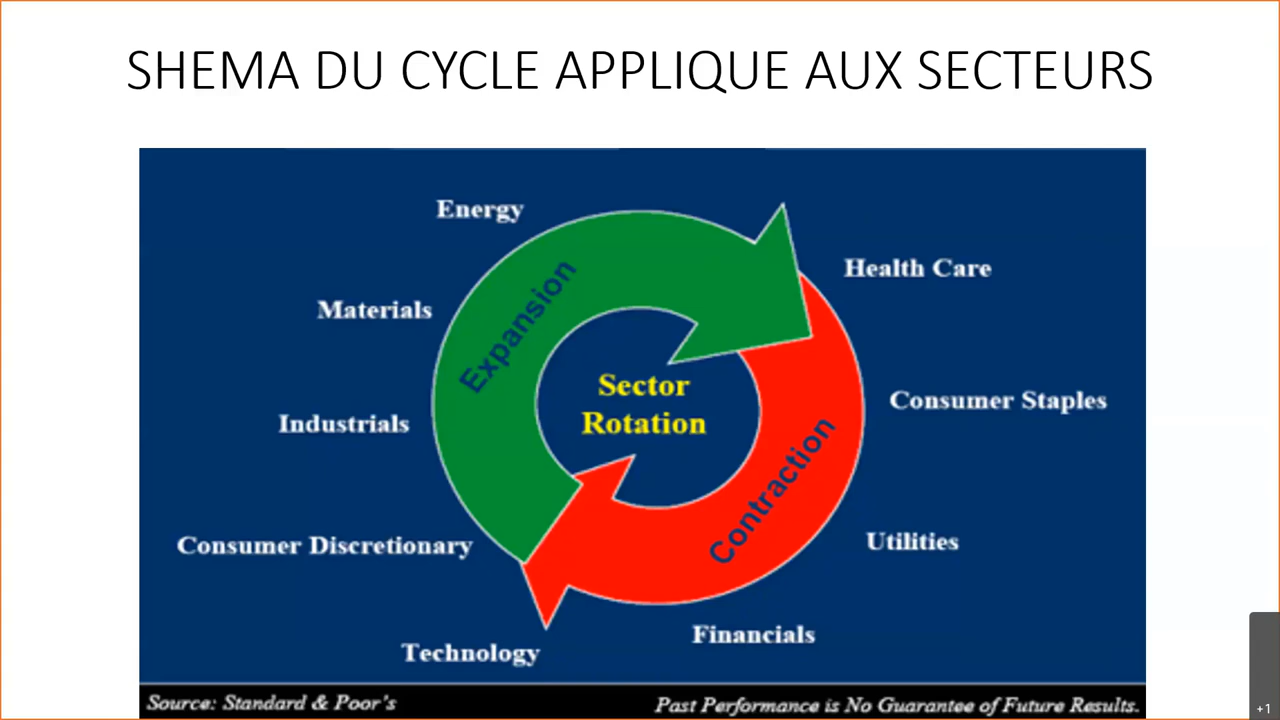 SHEMA DU CYCLE APPLIQUE AUX SECTEURS
Energy
Health Care
Materials
Expansion
Sector
Rotation
Consumer Staples
Industrials
Contraction
Consumer Discretionary
Utilities
Financials
Technology
Source: Standard & Poor's
Past Performance is No Guarantee of Future Results.
+1